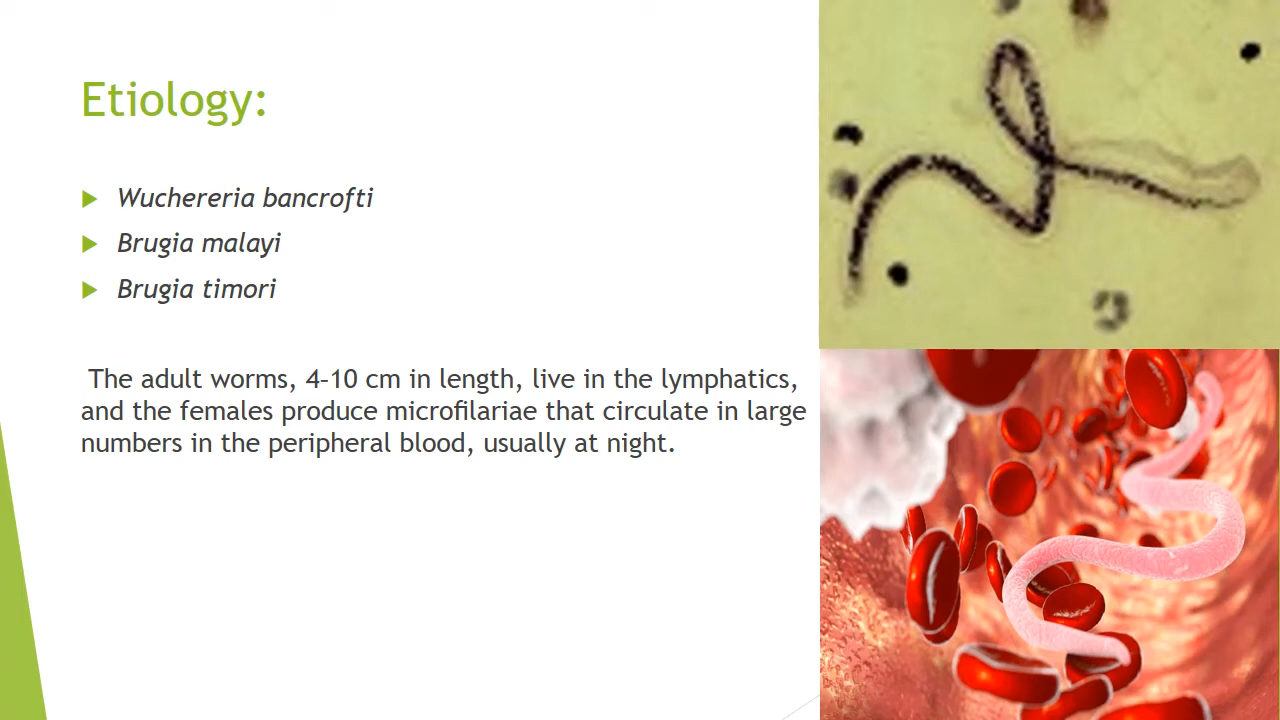 Etiology:
Wuchereria bancrofti
Brugia malayi
Brugia timori
The adult worms, 4-10 cm in length, live in the lymphatics,
and the females produce microfilariae that circulate in large
numbers in the peripheral blood, usually at night.